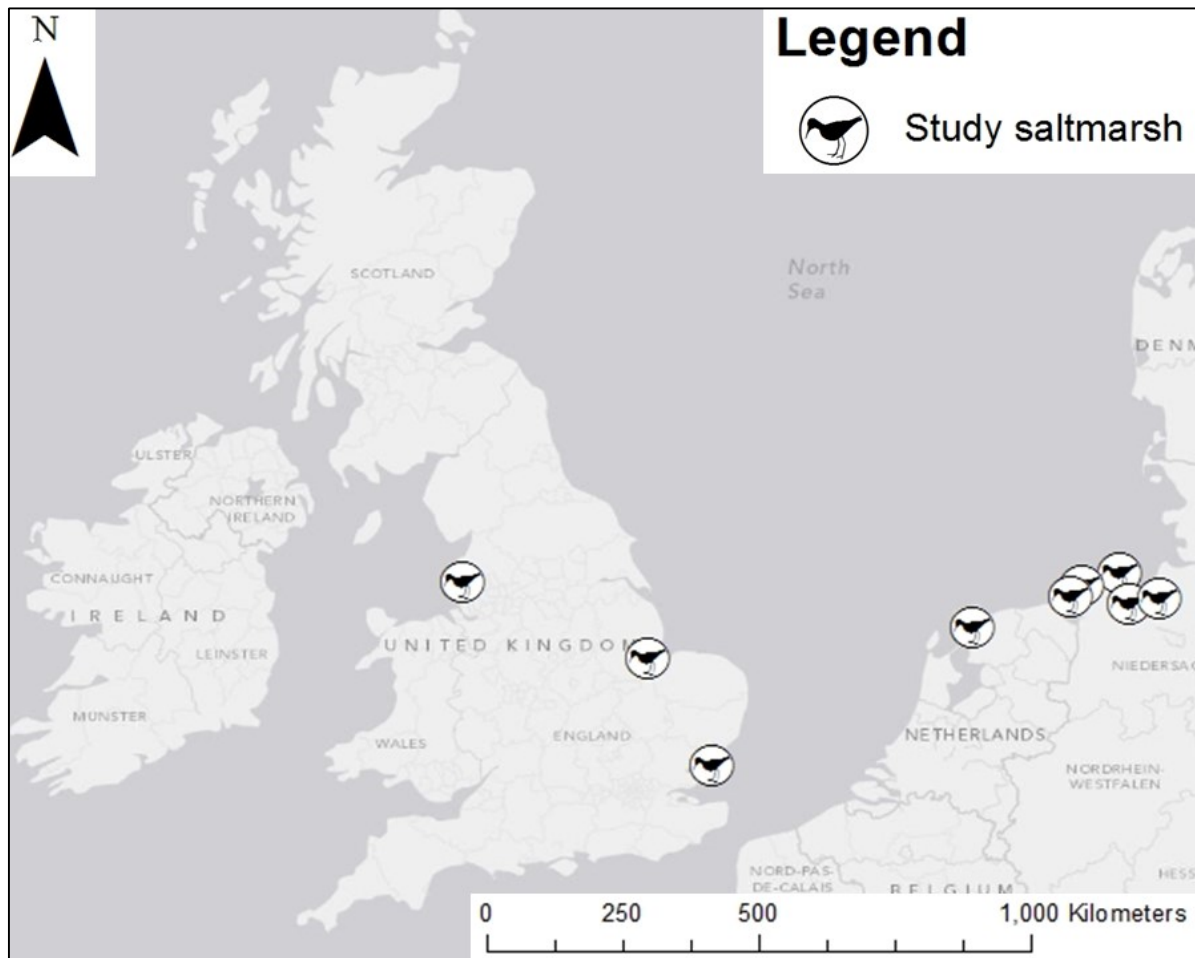 N
Legend
Study saltmarsh
SCOTLAND
North
Sea
DENM
ULSTER
NORTHERN
IRELAND
CONNAUGHT
IRELAND
LEINSTER
UNITED KINGDOM
NIEDERSAC
MUNSTER
WALES
ENGLAND
NETHERLANDS
NORDRHEIN-
WESTFALEN
NORD-PAS-
DE-CALAIS
BELGIUM
HESS
0 250 500 1,000 Kilometers